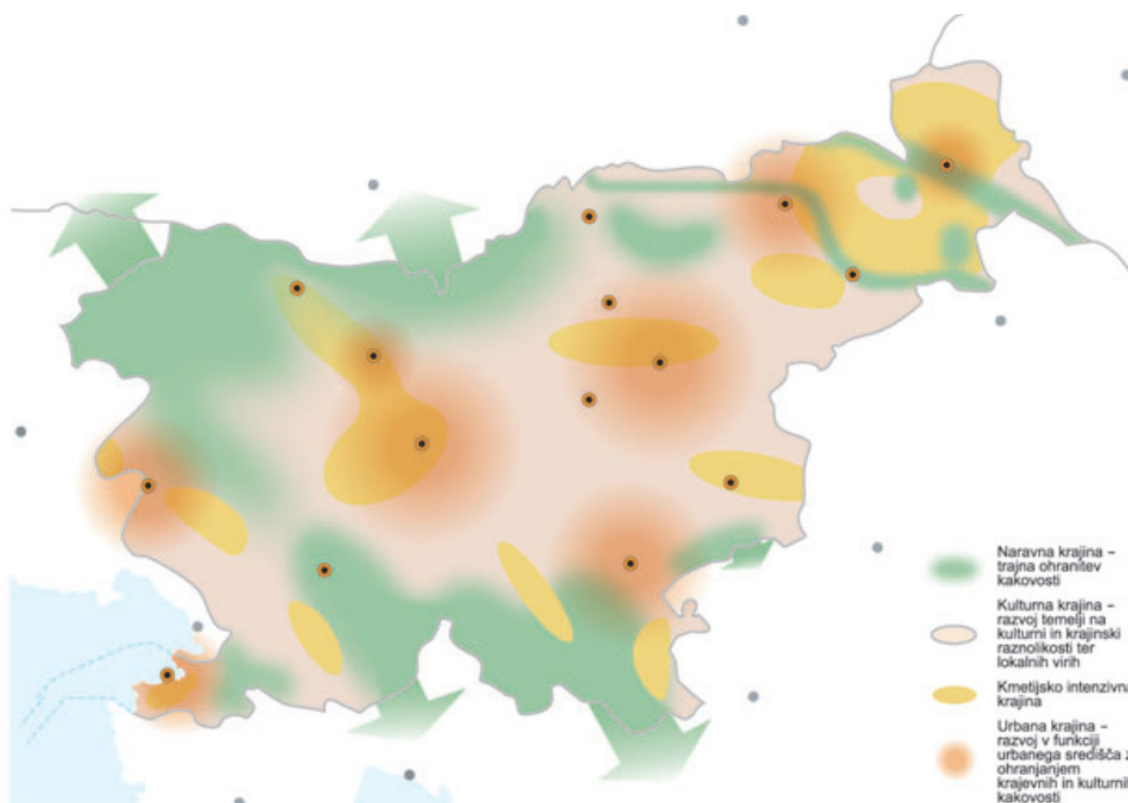 Naravna krajina –
trajna ohranitev
kakovosti
Kulturna krajina –
razvoj temelji na
kulturni in krajinski
raznolikosti ter
lokalnih virih
Kmetijsko intenzivna
krajina
Urbana krajina –
razvoj v funkciji
urbanega središča z
ohranjanjem
krajevnih in kulturnih
kakovosti